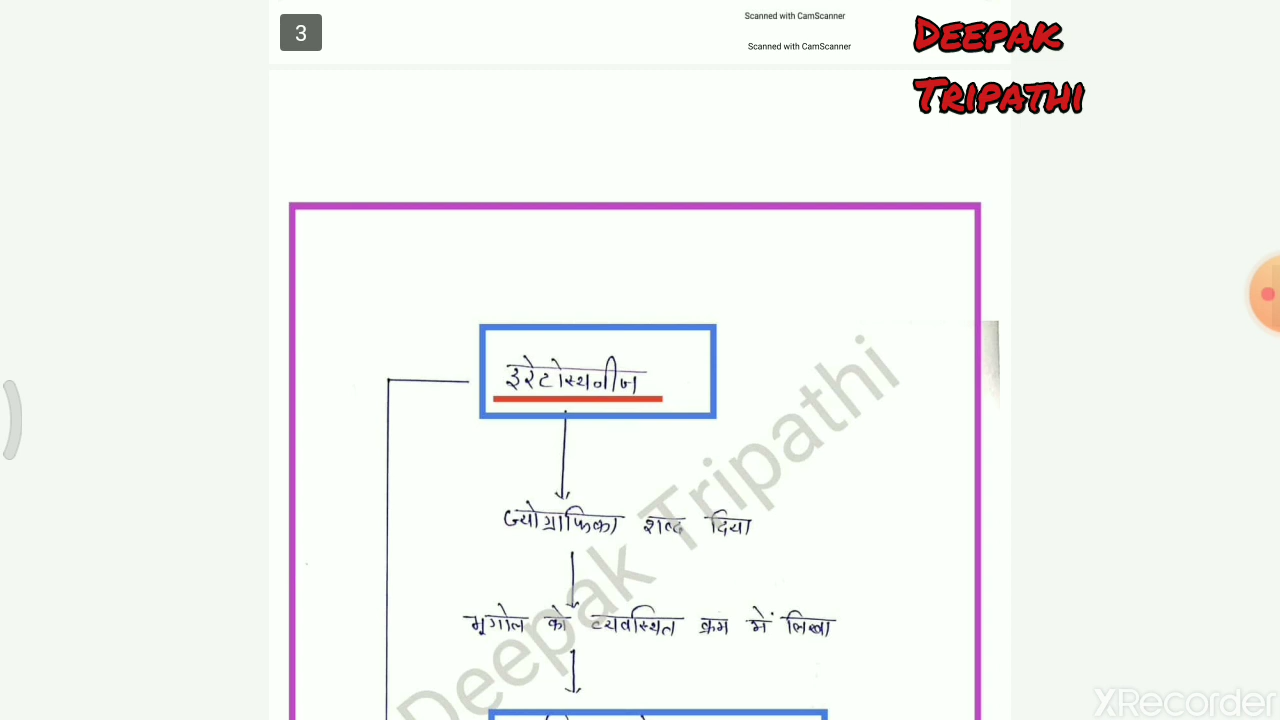 3
Scanned with CamScanner
Scanned with CamScanner
Deepak
Tripathi
इरेटोस्थनीज
ज्योग्राफिका शब्द दिया
भूगोल को व्यवस्थित क्रम में लिखा
Deepak Tripathi
XRecorder